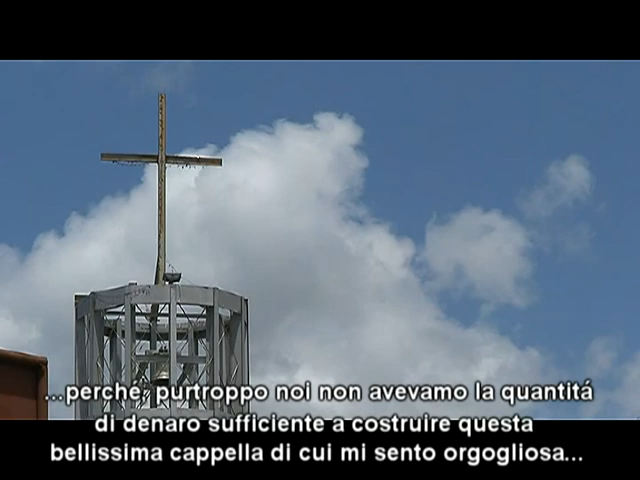 ...perché, purtroppo noi non avevamo la quantitá
di denaro sufficiente a costruire questa
bellissima cappella di cui mi sento orgogliosa...